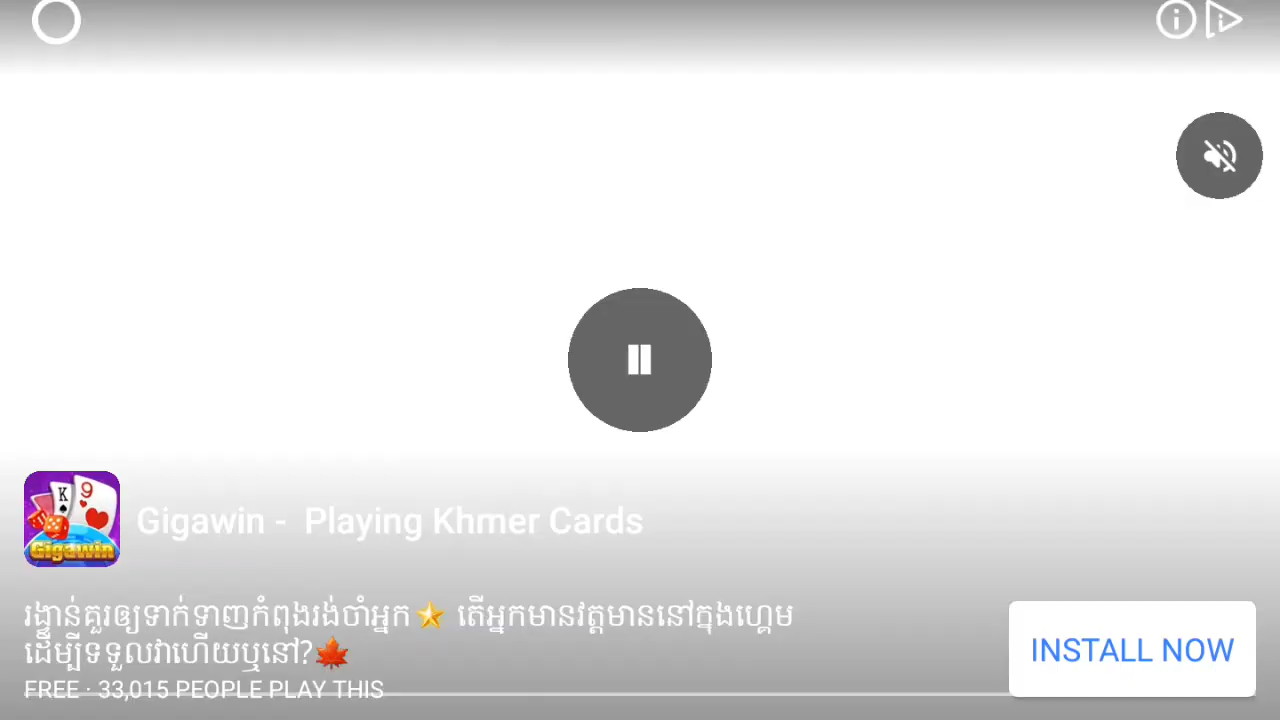 K 9
Gigawin
Gigawin - Playing Khmer Cards
រង្វាន់គួរឲ្យទាក់ទាញកំពុងរង់ចាំអ្នក⭐ តើអ្នកមានវត្តមាននៅក្នុងហ្គេម
ដើម្បីទទួលវាហើយឬនៅ?🍁
FREE · 33,015 PEOPLE PLAY THIS
INSTALL NOW